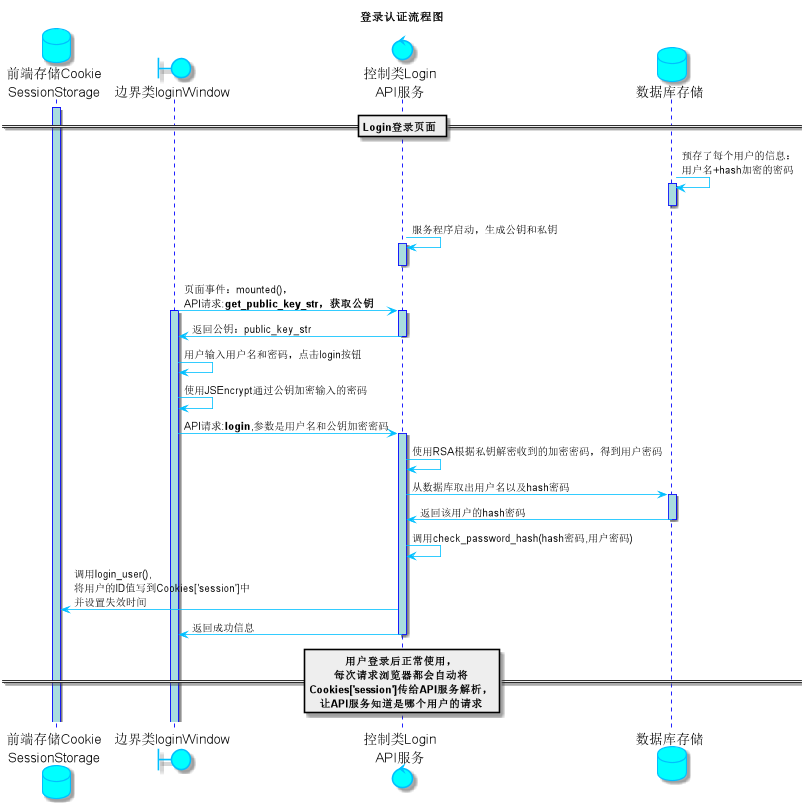 登录认证流程图
前端存储Cookie
SessionStorage
边界类loginWindow
控制类Login
API服务
数据库存储
Login登录页面
预存了每个用户的信息：
用户名+hash加密的密码
服务程序启动，生成公钥和私钥
页面事件：mounted()，
API请求:get_public_key_str，获取公钥
返回公钥：public_key_str
用户输入用户名和密码，点击login按钮
使用JSEncrypt通过公钥加密输入的密码
API请求:login,参数是用户名和公钥加密密码
使用RSA根据私钥解密收到的加密密码，得到用户密码
从数据库取出用户名以及hash密码
返回该用户的hash密码
调用check_password_hash(hash密码,用户密码)
调用login_user()，
将用户的ID值写到Cookies['session']中
并设置失效时间
返回成功信息
用户登录后正常使用，
每次请求浏览器都会自动将
Cookies['session']传给API服务解析，
让API服务知道是哪个用户的请求
前端存储Cookie
SessionStorage
边界类loginWindow
控制类Login
API服务
数据库存储